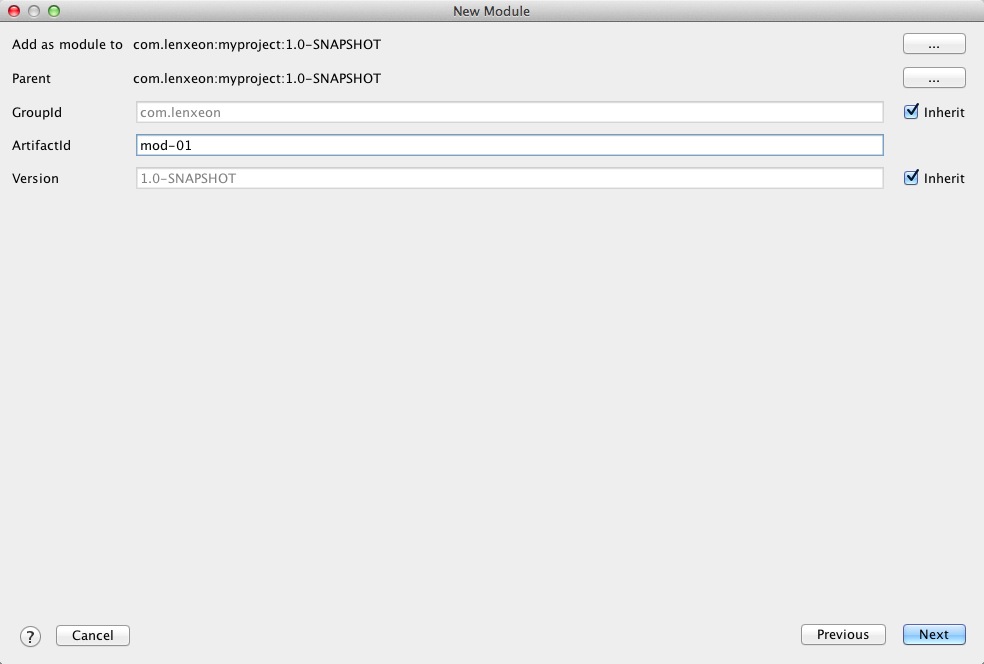 New Module
Add as module to com.lenxeon:myproject:1.0-SNAPSHOT ...
Parent com.lenxeon:myproject:1.0-SNAPSHOT ...
GroupId com.lenxeon Inherit
ArtifactId mod-01
Version 1.0-SNAPSHOT Inherit
? Cancel Previous Next